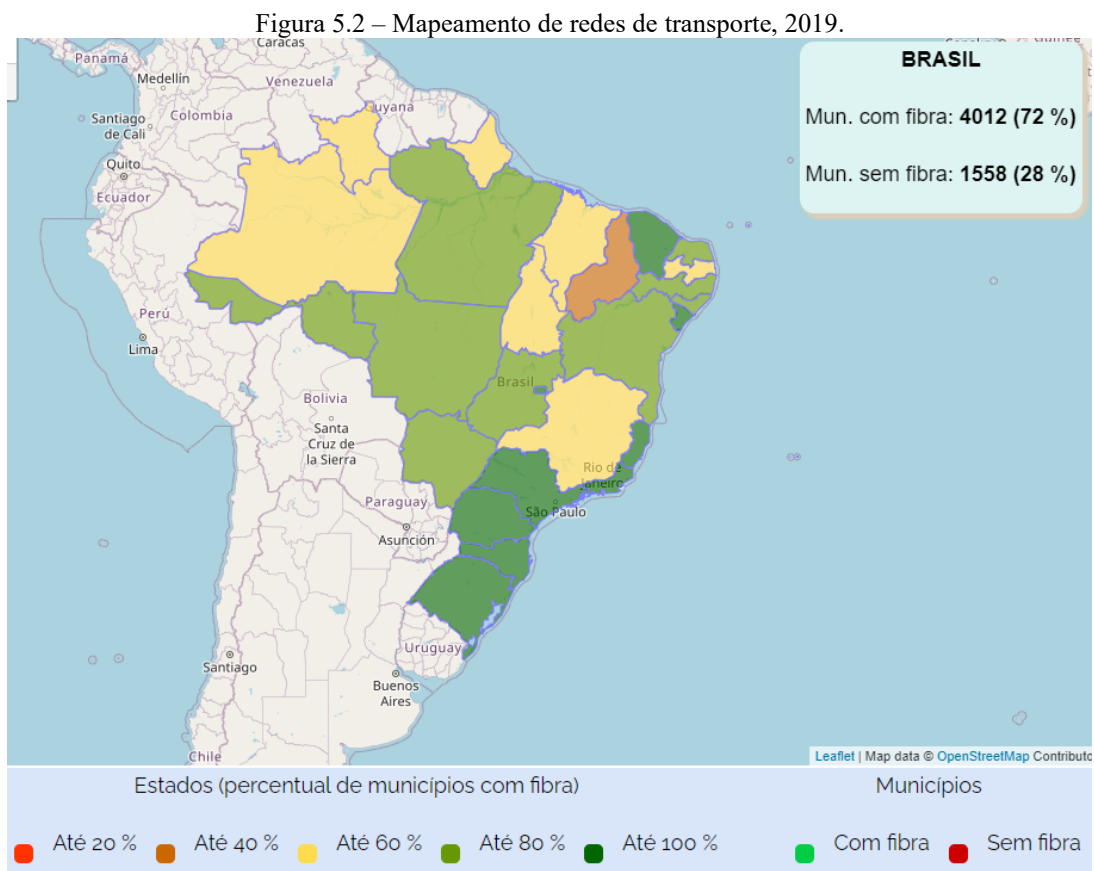 Figura 5.2 – Mapeamento de redes de transporte, 2019.
Caracas
Panamá
Medellín
Venezuela
Guyana
Santiago
de Cali
Colombia
Quito
Ecuador
Perú
Lima
Brasil
Bolivia
Santa
Cruz de
la Sierra
Rio de
Janeiro
São Paulo
Paraguay
Asunción
Uruguay
Santiago
Buenos
Aires
Chile
BRASIL
Mun. com fibra: 4012 (72 %)
Mun. sem fibra: 1558 (28 %)
Leaflet | Map data © OpenStreetMap Contributo
Estados (percentual de municípios com fibra)
Municípios
Até 20 % Até 40 % Até 60 % Até 80 % Até 100 % Com fibra Sem fibra